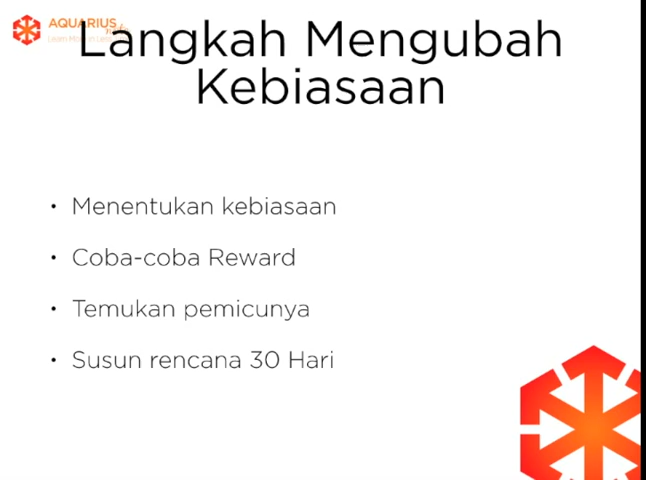 AQUARIUS
Langkah Mengubah
Kebiasaan
• Menentukan kebiasaan
• Coba-coba Reward
• Temukan pemicunya
• Susun rencana 30 Hari